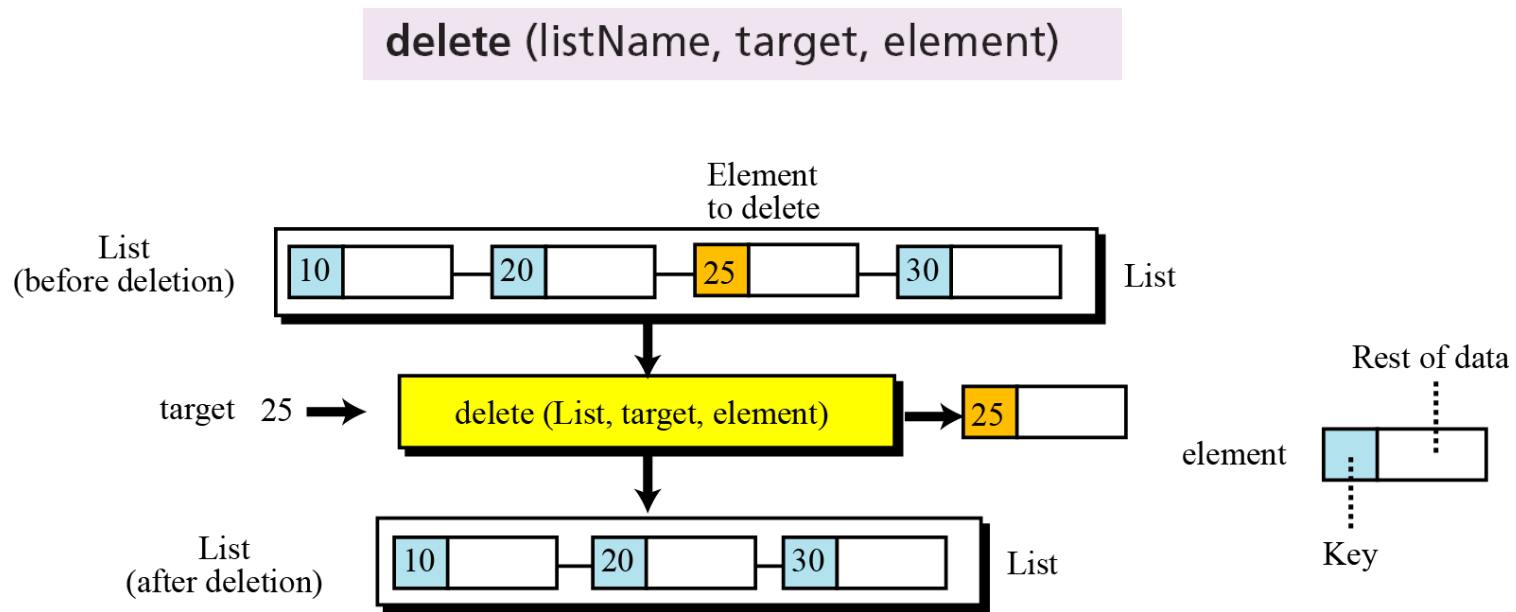 delete (listName, target, element)
Element
to delete
List
(before deletion)
10
20
25
30
List
target 25
delete (List, target, element)
25
Rest of data
element
Key
List
(after deletion)
10
20
30
List